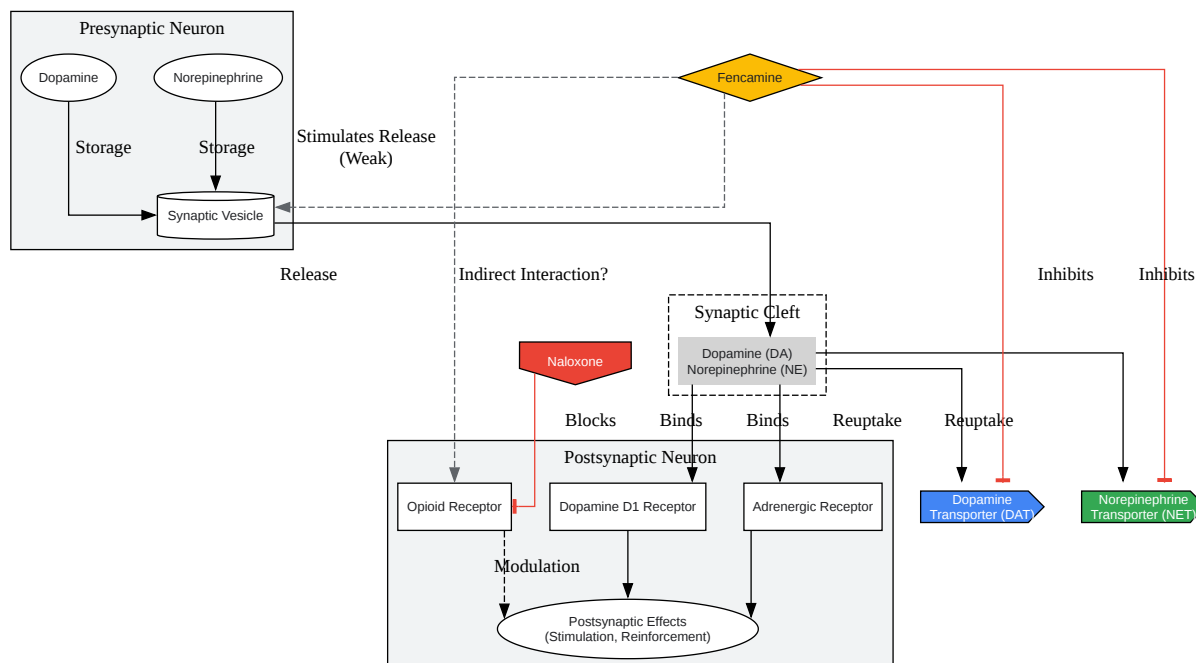 Presynaptic Neuron
Dopamine
Norepinephrine
Fencamine
Storage
Storage
Stimulates Release
(Weak)
Synaptic Vesicle
Release
Indirect Interaction?
Inhibits
Inhibits
Synaptic Cleft
Naloxone
Dopamine (DA)
Norepinephrine (NE)
Blocks
Binds
Binds
Reuptake
Reuptake
Postsynaptic Neuron
Opioid Receptor
Dopamine D1 Receptor
Adrenergic Receptor
Dopamine
Transporter (DAT)
Norepinephrine
Transporter (NET)
Modulation
Postsynaptic Effects
(Stimulation, Reinforcement)